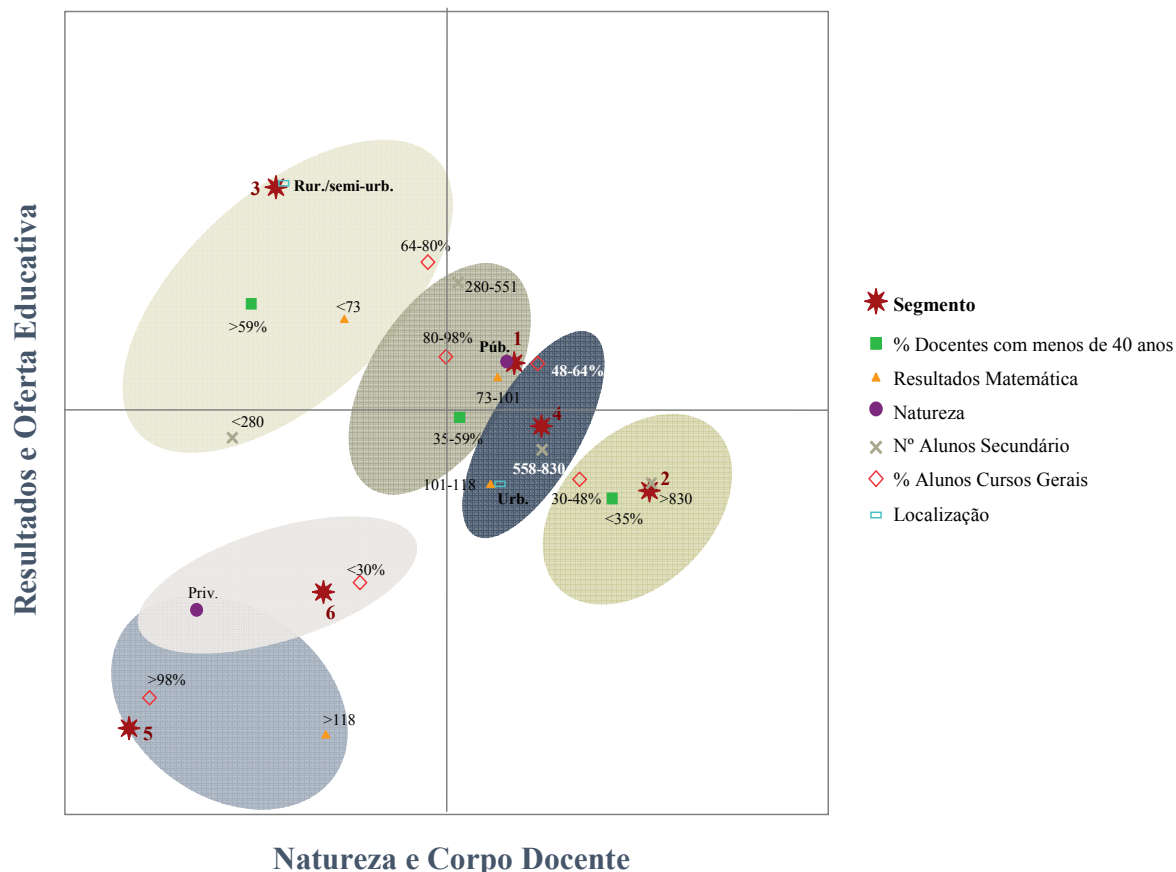 Resultados e Oferta Educativa
3
Rur./semi-urb.
64-80%
280-551
>59%
<73
80-98%
Púb.
1
48-64%
73-101
<280
35-59%
4
558-830
101-118
Urb.
30-48%
2
>830
<35%
<30%
Priv.
6
>98%
5
>118
Natureza e Corpo Docente
Segmento
% Docentes com menos de 40 anos
Resultados Matemática
Natureza
Nº Alunos Secundário
% Alunos Cursos Gerais
Localização